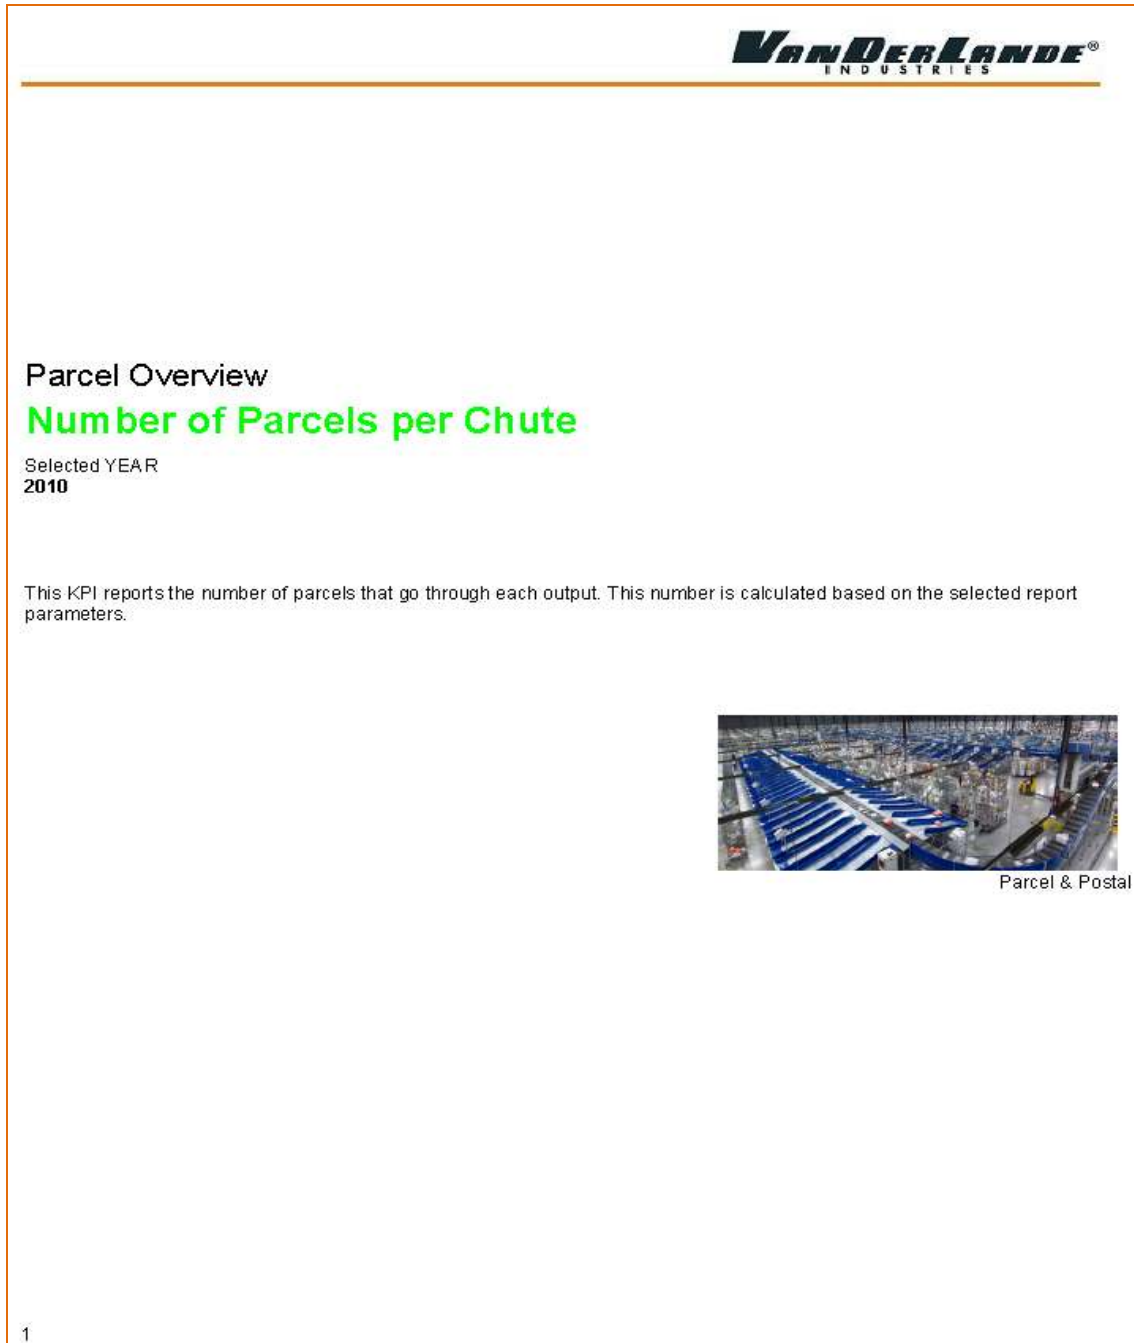 VANDERLANDE®
INDUSTRIES
Parcel Overview
Number of Parcels per Chute
Selected YEAR
2010
This KPI reports the number of parcels that go through each output. This number is calculated based on the selected report
parameters.
Parcel & Postal
1